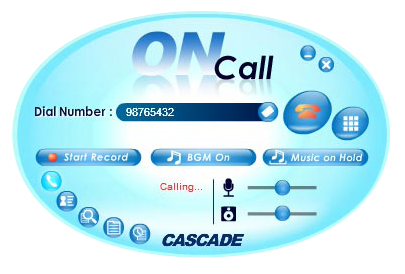 ON
Call
Dial Number : 98765432
Start Record BGM On Music on Hold
Calling...
CASCADE